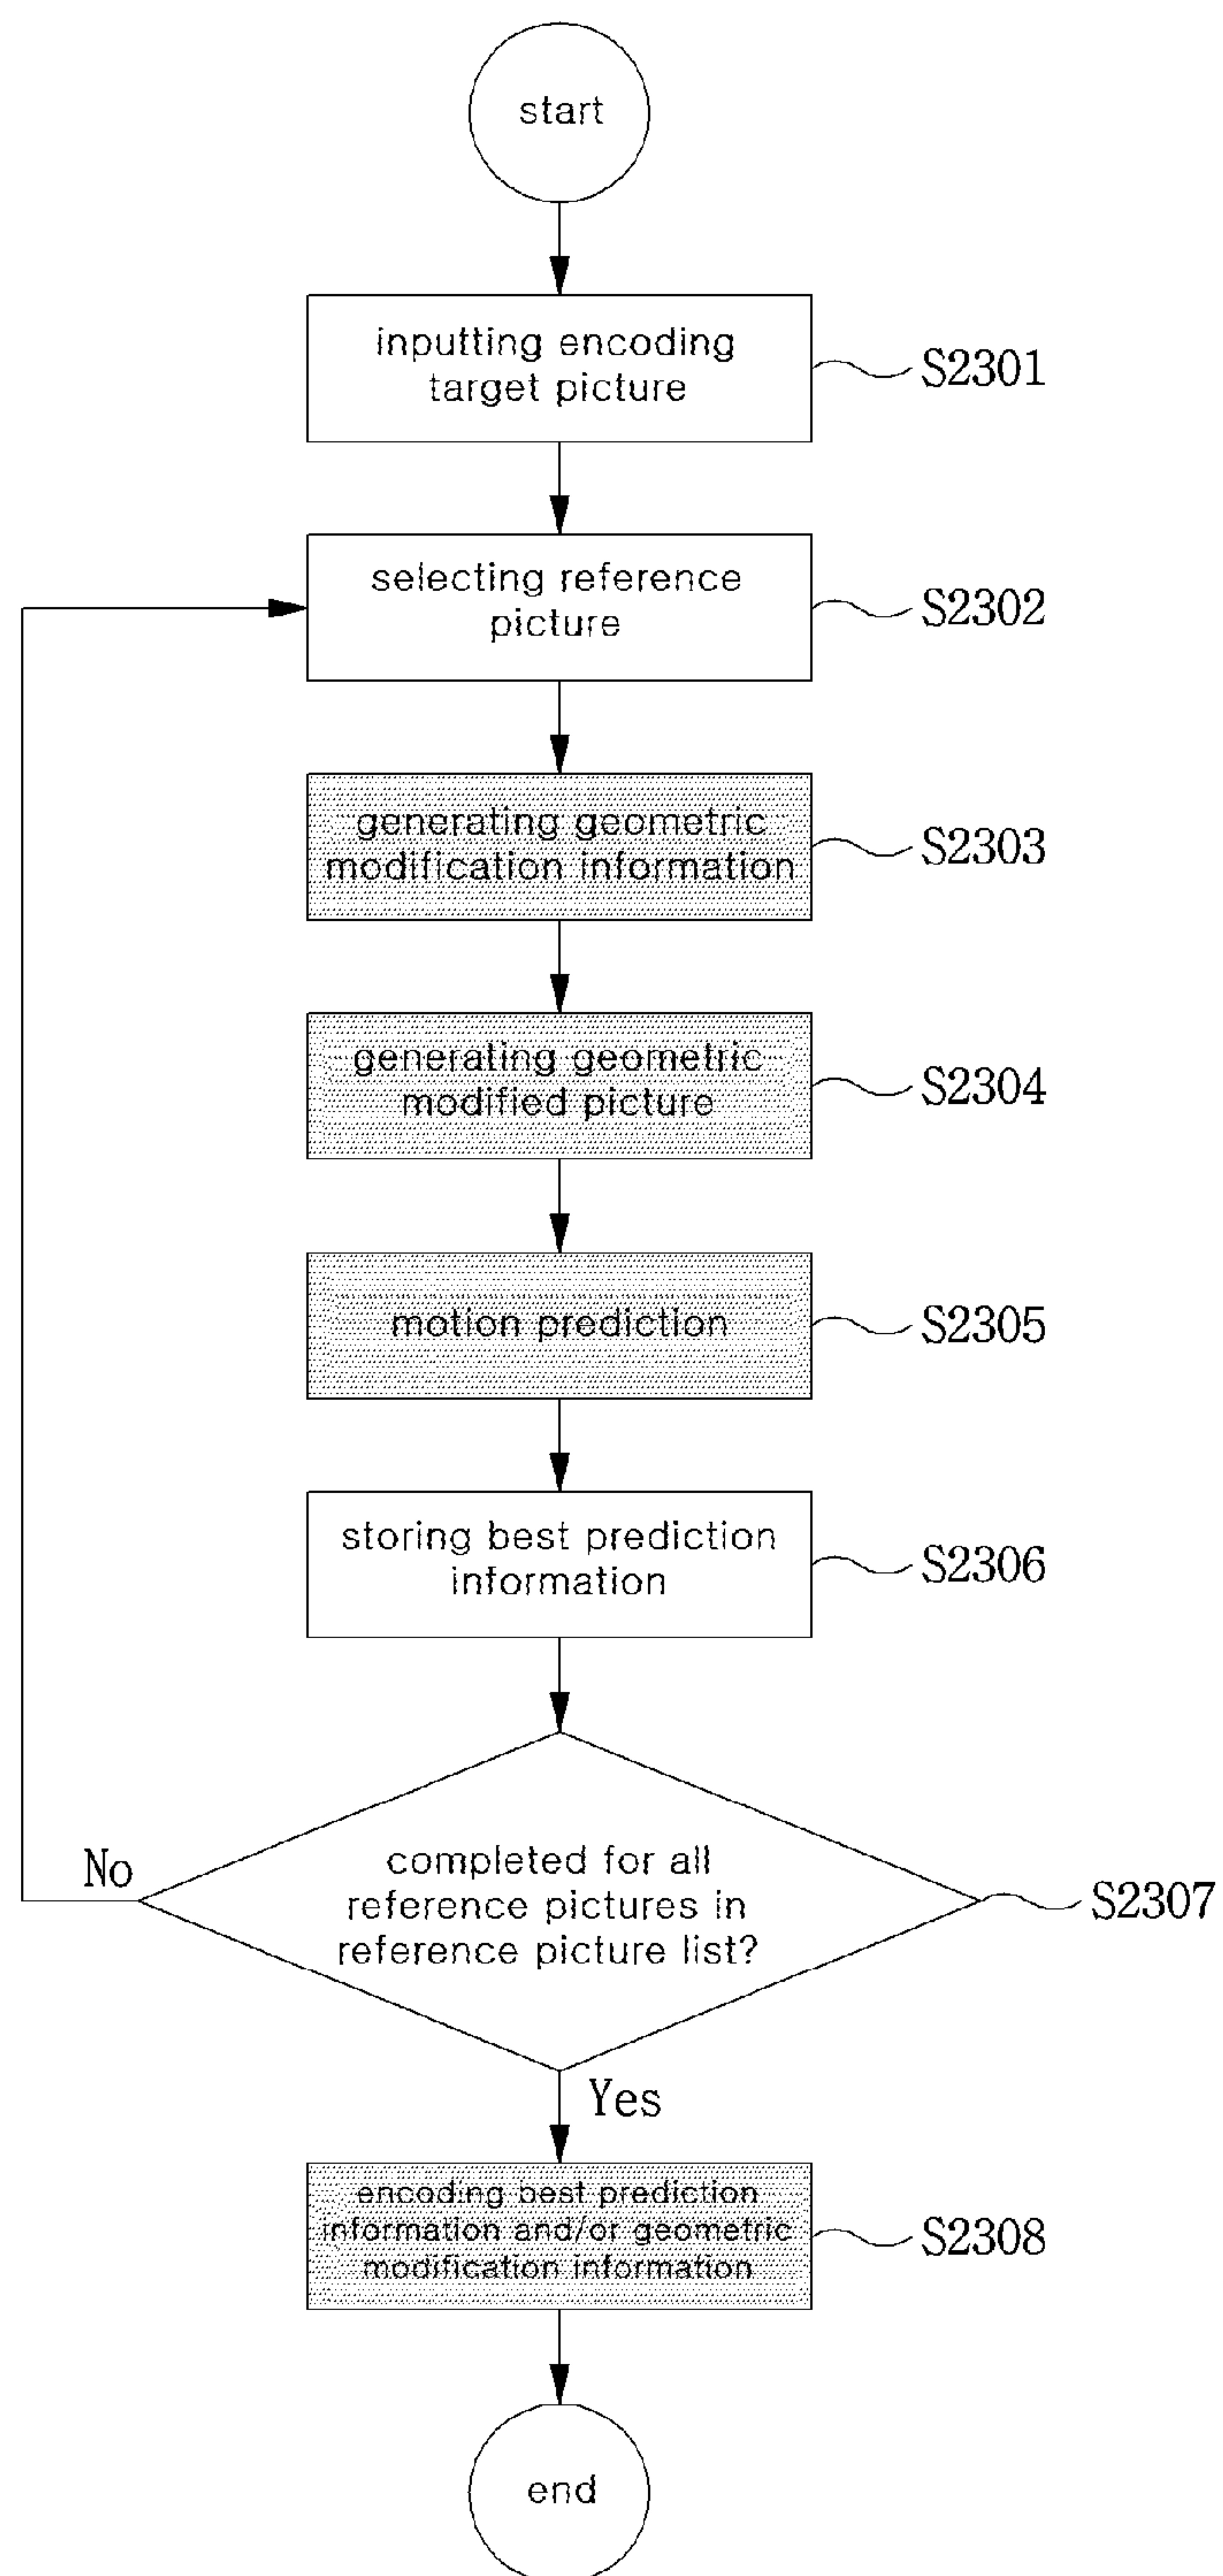 start
inputting encoding
target picture
S2301
selecting reference
picture
S2302
generating geometric
modification information
S2303
generating geometric
modified picture
S2304
motion prediction
S2305
storing best prediction
information
S2306
completed for all
reference pictures in
reference picture list?
No
S2307
Yes
encoding best prediction
information and/or geometric
modification information
S2308
end